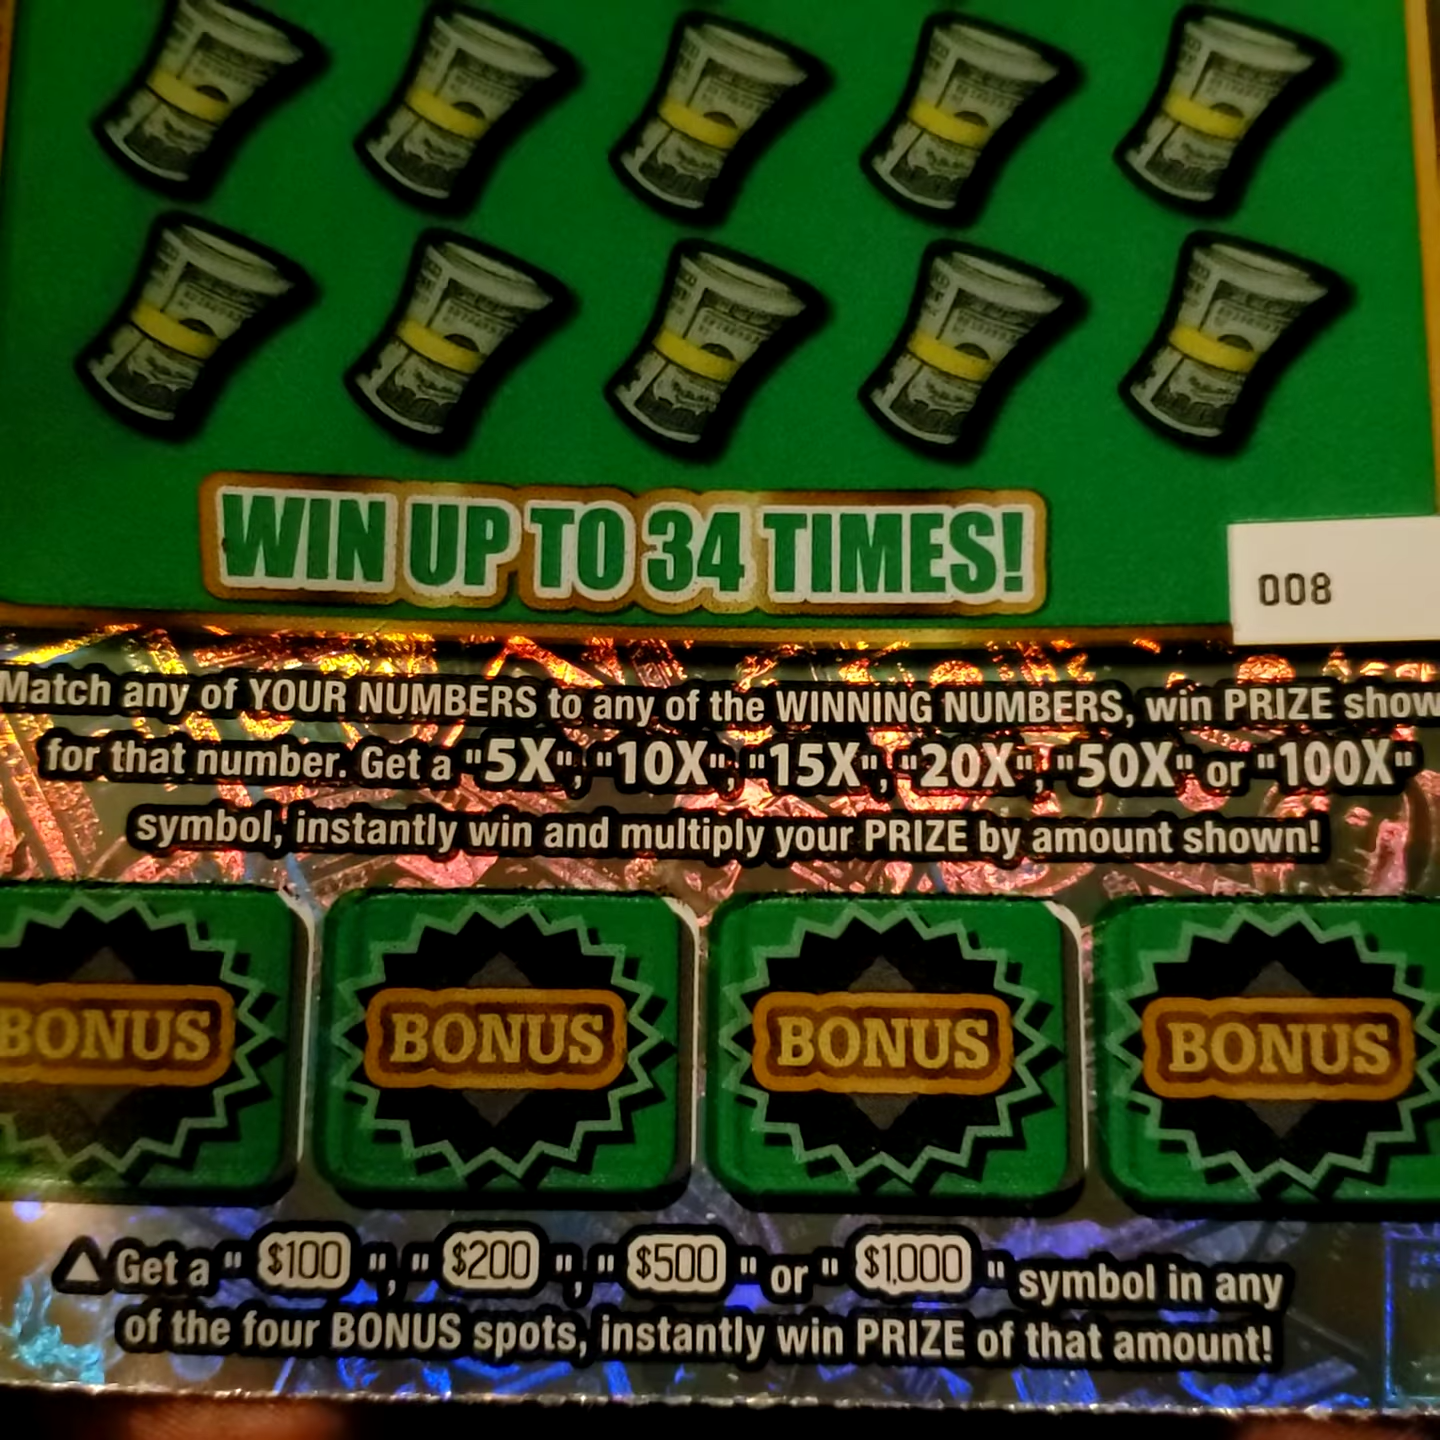 WIN UP TO 34 TIMES!
008
Match any of YOUR NUMBERS to any of the WINNING NUMBERS, win PRIZE show
for that number. Get a "5X", "10X", "15X", "20X", "50X" or "100X"
symbol, instantly win and multiply your PRIZE by amount shown!
BONUS BONUS BONUS BONUS
▲ Get a " $100 ", " $200 ", " $500 " or " $1,000 " symbol in any
of the four BONUS spots, instantly win PRIZE of that amount!